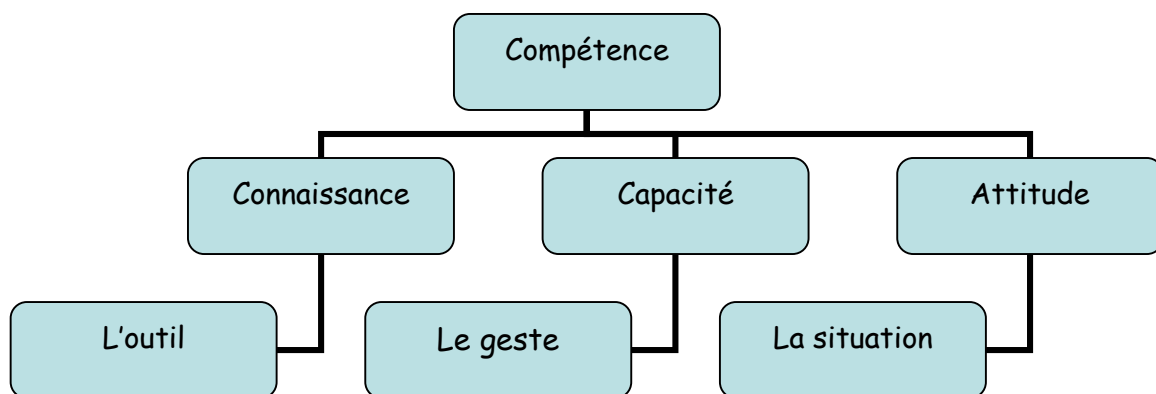 Compétence
Connaissance
Capacité
Attitude
L’outil
Le geste
La situation